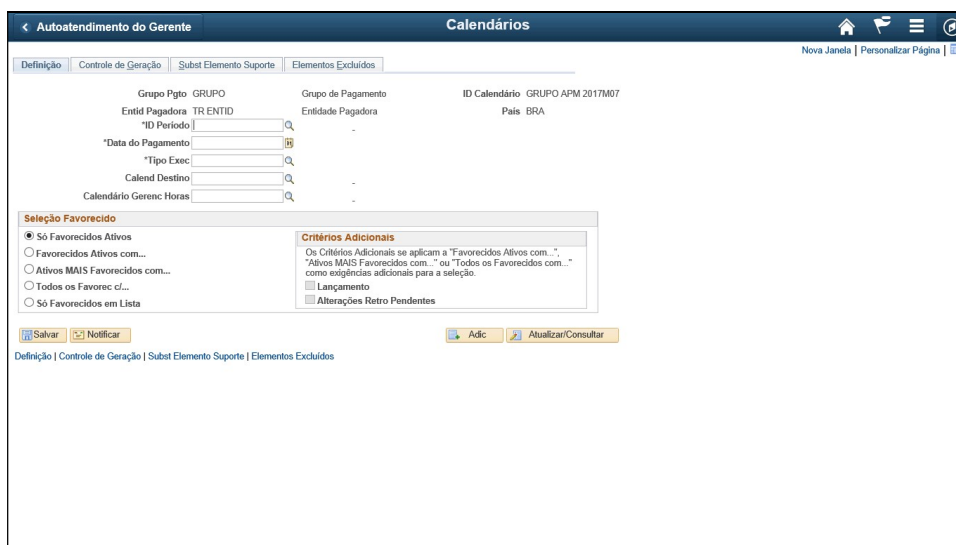 Autoatendimento do Gerente
Calendários
Nova Janela | Personalizar Página |
Definição Controle de Geração Subst Elemento Suporte Elementos Excluídos
Grupo Pgto GRUPO Grupo de Pagamento ID Calendário GRUPO APM 2017M07
Entid Pagadora TR ENTID Entidade Pagadora País BRA
*ID Período
*Data do Pagamento
*Tipo Exec
Calend Destino
Calendário Gerenc Horas
Seleção Favorecido
Só Favorecidos Ativos
Favorecidos Ativos com...
Ativos MAIS Favorecidos com...
Todos os Favorec c/...
Só Favorecidos em Lista
Critérios Adicionais
Os Critérios Adicionais se aplicam a "Favorecidos Ativos com...",
"Ativos MAIS Favorecidos com..." ou "Todos os Favorecidos com..."
como exigências adicionais para a seleção.
Lançamento
Alterações Retro Pendentes
Salvar Notificar Adic Atualizar/Consultar
Definição | Controle de Geração | Subst Elemento Suporte | Elementos Excluídos